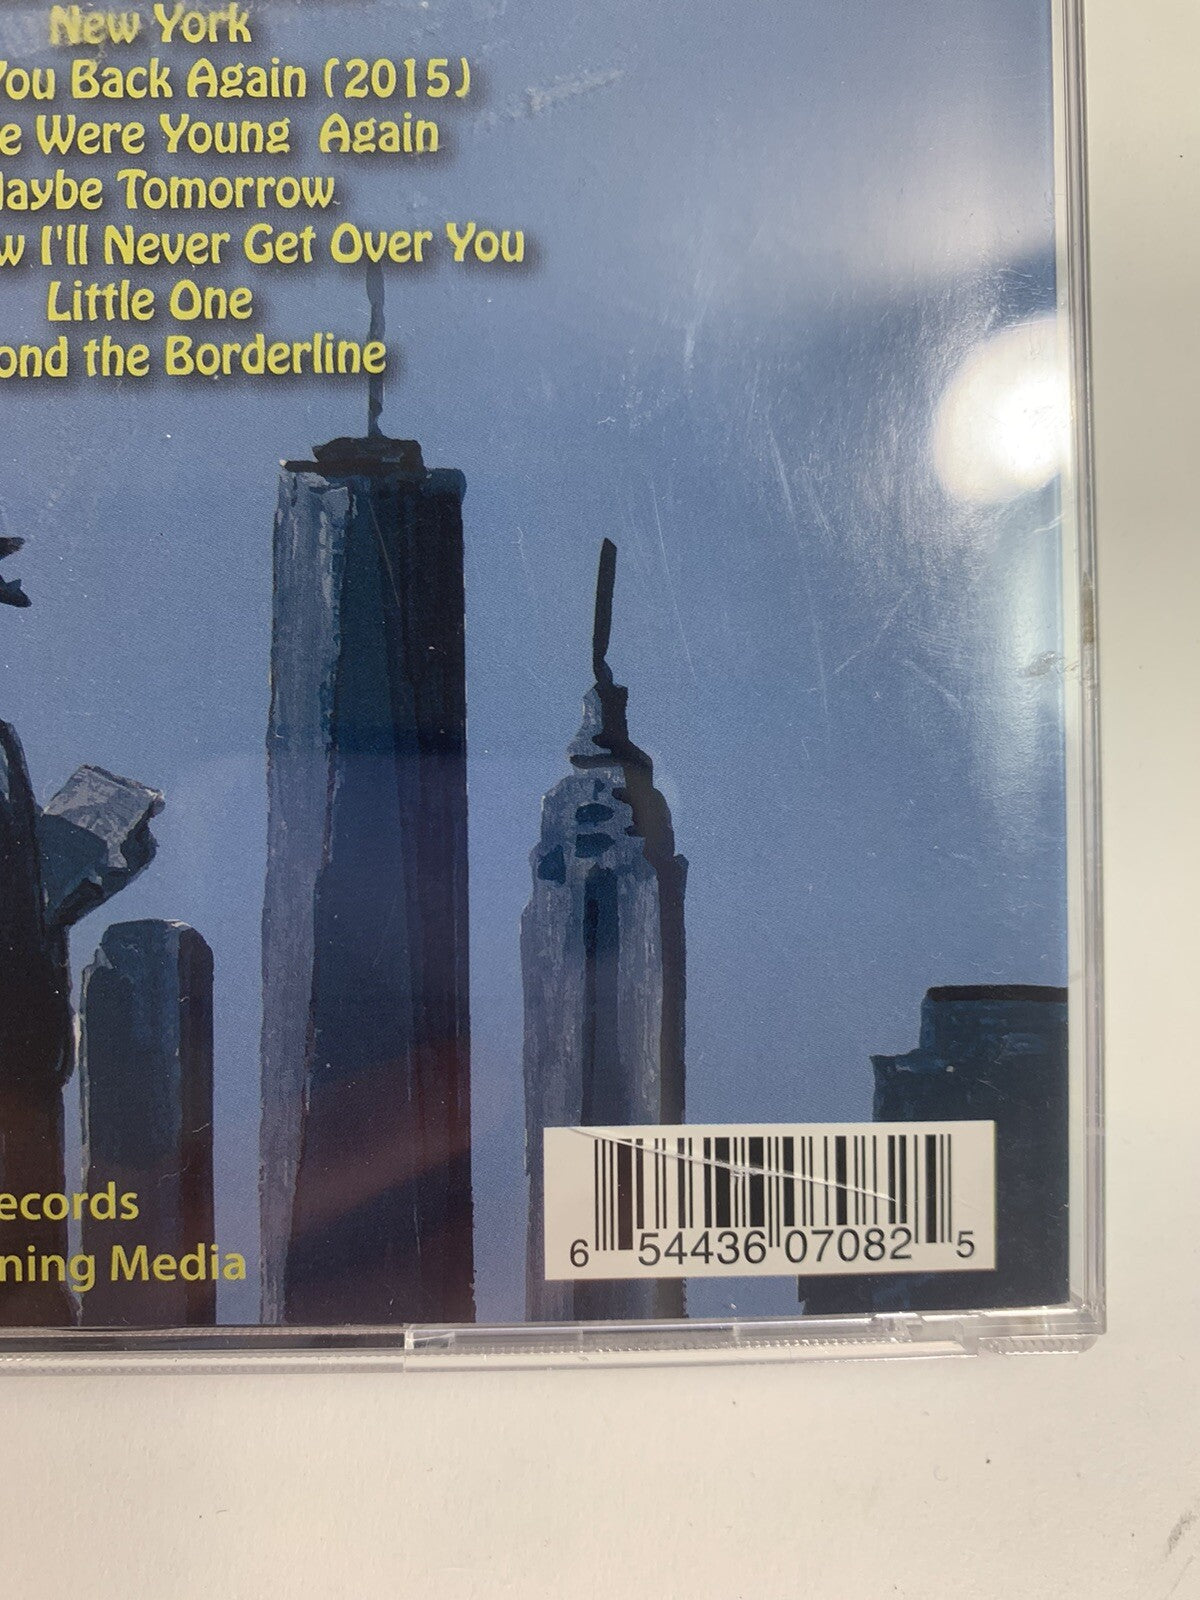 New York
You Back Again (2015)
e Were Young Again
aybe Tomorrow
w I'll Never Get Over You
Little One
ond the Borderline
ecords
ning Media
6 54436 07082 5